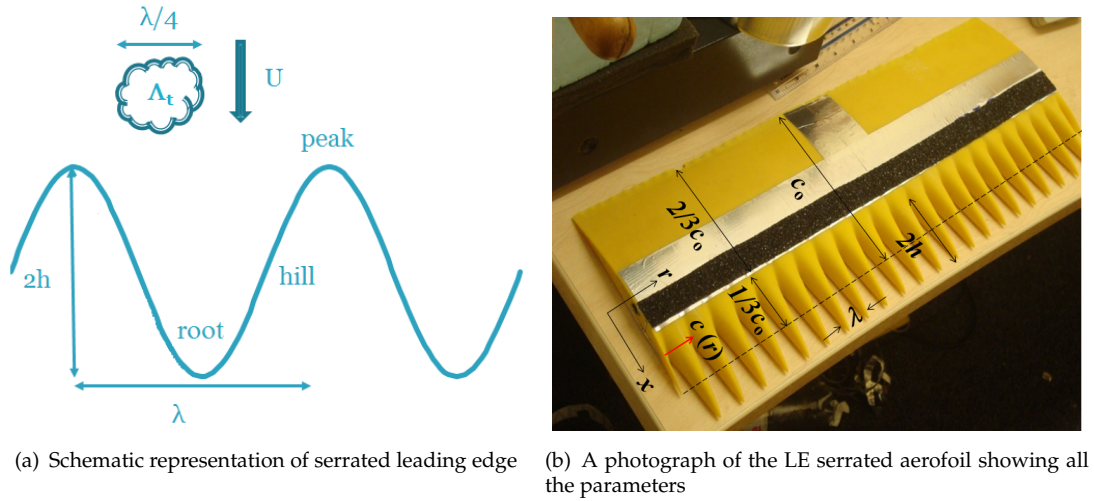 λ/4
Λt
U
peak
2h
hill
root
λ
2/3c₀
c₀
2h
r
1/3c₀
λ
c (r)
x
(a) Schematic representation of serrated leading edge
(b) A photograph of the LE serrated aerofoil showing all
the parameters